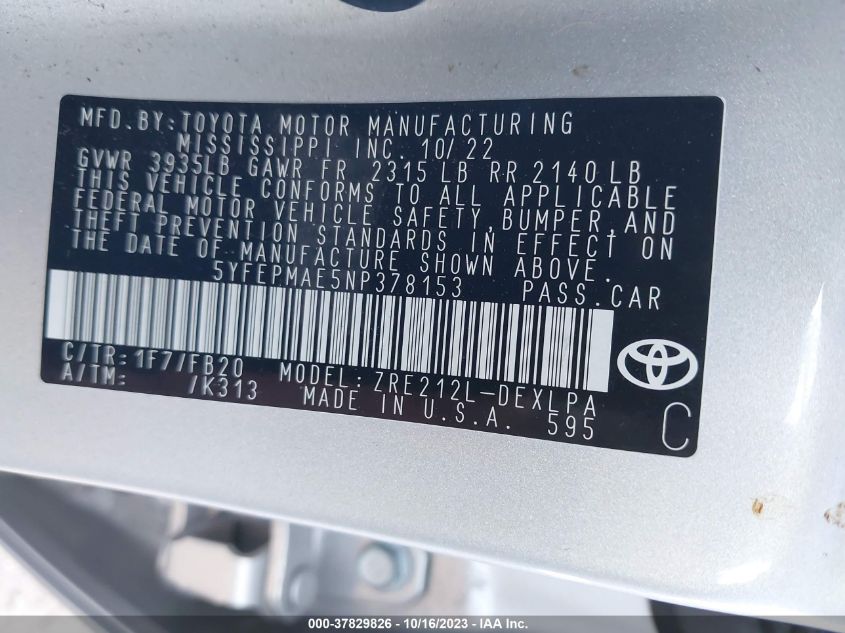 MFD.BY:TOYOTA MOTOR MANUFACTURING
MISSISSIPPI INC. 10/22
GVWR 3935LB GAWR FR 2315 LB RR 2140 LB
THIS VEHICLE CONFORMS TO ALL APPLICABLE
FEDERAL MOTOR VEHICLE SAFETY, BUMPER, AND
THEFT PREVENTION STANDARDS IN EFFECT ON
THE DATE OF MANUFACTURE SHOWN ABOVE.
5YFEPMAE5NP378153 PASS.CAR
C/TR:1F7/FB20 MODEL:ZRE212L-DEXLPA
A/TM: /K313 MADE IN U.S.A. 595
C
000-37829826 - 10/16/2023 - Copyright © 2023 IAA Inc.